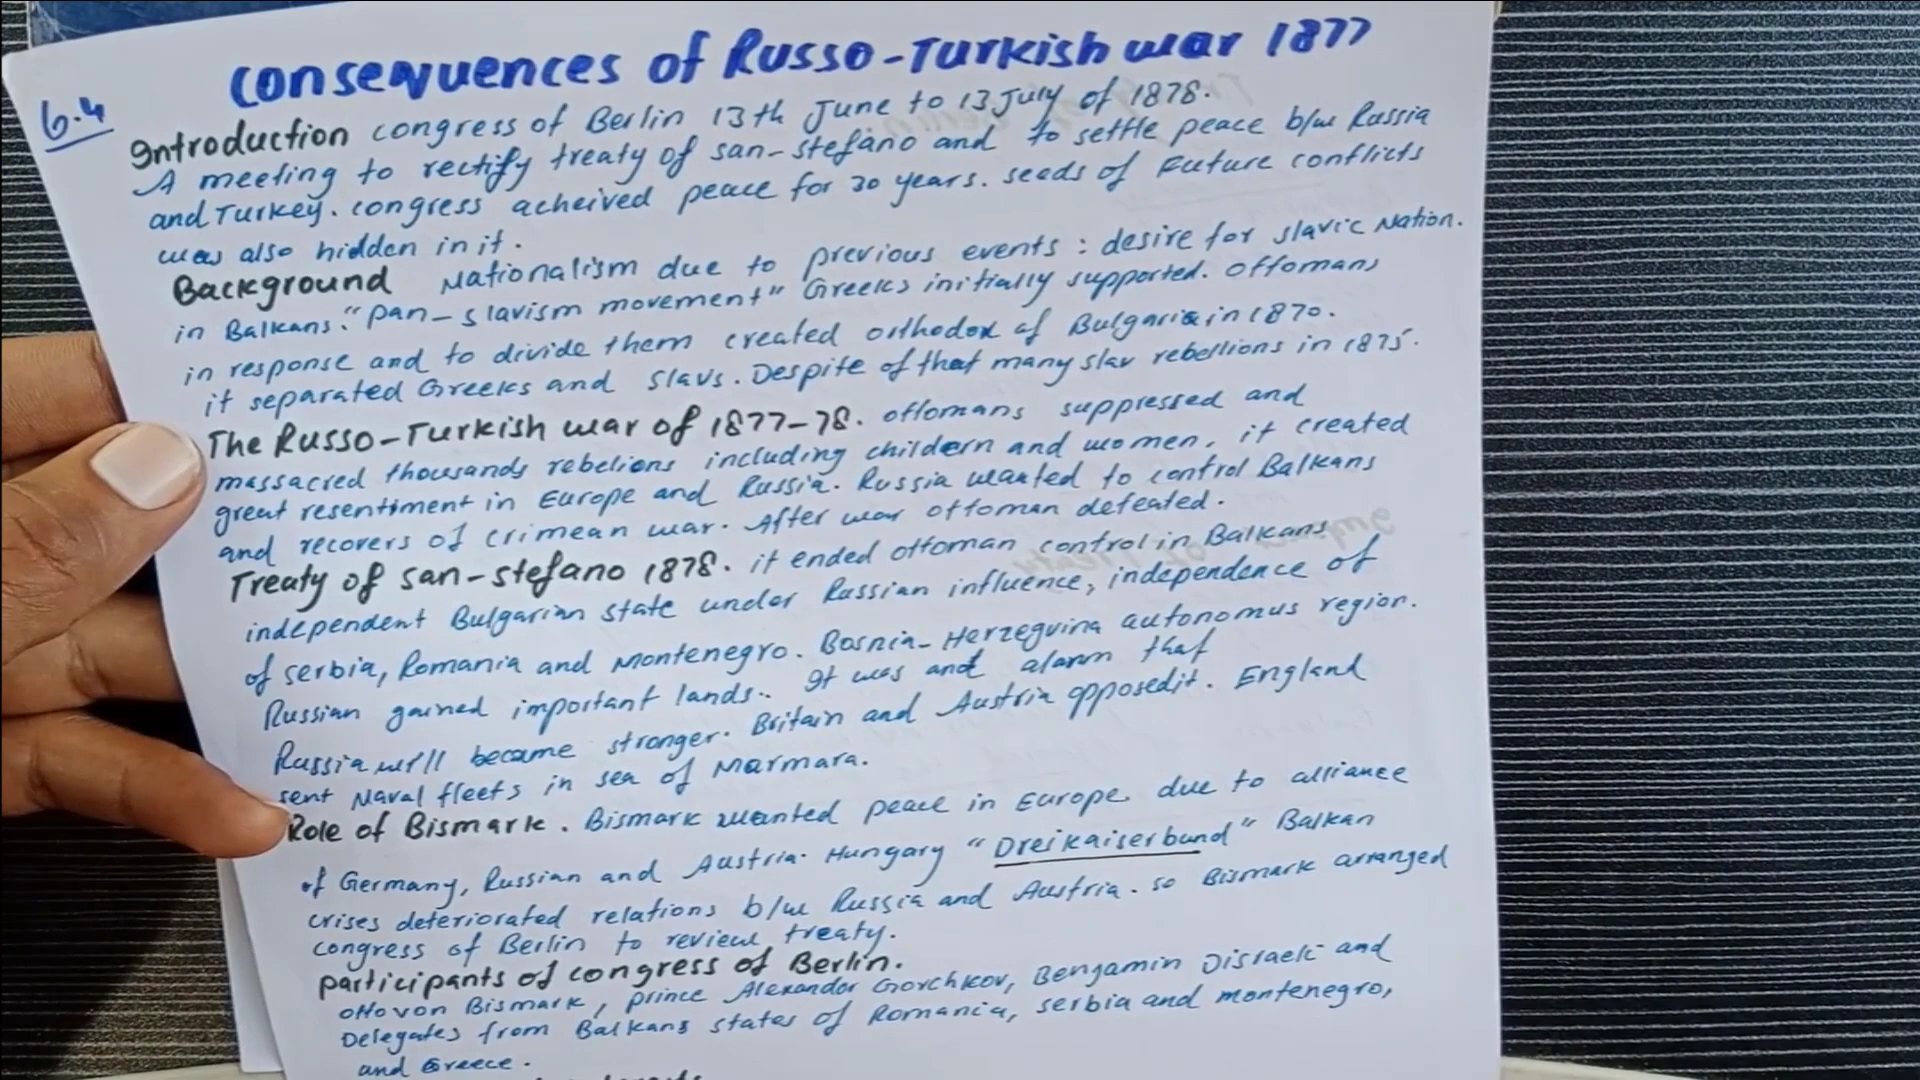 Consequences of Russo-Turkish war 1877
6.4
Introduction congress of Berlin 13th June to 13 July of 1878.
A meeting to rectify treaty of san-stefano and to settle peace b/w Russia
and Turkey. congress acheived peace for 30 years. seeds of Future conflicts
was also hidden in it.
Background Nationalism due to previous events : desire for slavic Nation.
in Balkans. "pan-slavism movement" Greeks initially supported. ottomans
in response and to divide them created orthodox of Bulgaria in 1870.
it separated Greeks and slavs. Despite of that many slav rebellions in 1875.
The Russo-Turkish war of 1877-78. ottomans suppressed and
massacred thousands rebelions including childern and women. it created
great resentiment in Europe and Russia. Russia wanted to control Balkans
and recovers of crimean war. After war ottoman defeated.
Treaty of san-stefano 1878. it ended ottoman control in Balkans
independent Bulgarian state under Russian influence, independence of
of serbia, Romania and Montenegro. Bosnia-Herzegvina autonomus region.
Russian gained important lands.. It was and alarm that
Russia will became stronger. Britain and Austria opposedit. England
sent Naval fleets in sea of Marmara.
Role of Bismark. Bismark wanted peace in Europe due to alliance
of Germany, Russian and Austria-Hungary "Dreikaiserbund" Balkan
crises deteriorated relations b/w Russia and Austria. so Bismark arranged
congress of Berlin to review treaty.
participants of congress of Berlin.
otto von Bismark, prince Alexander Gorchkov, Bengamin Disraeli and
Delegates from Balkans states of Romania, serbia and montenegro,
and Greece.